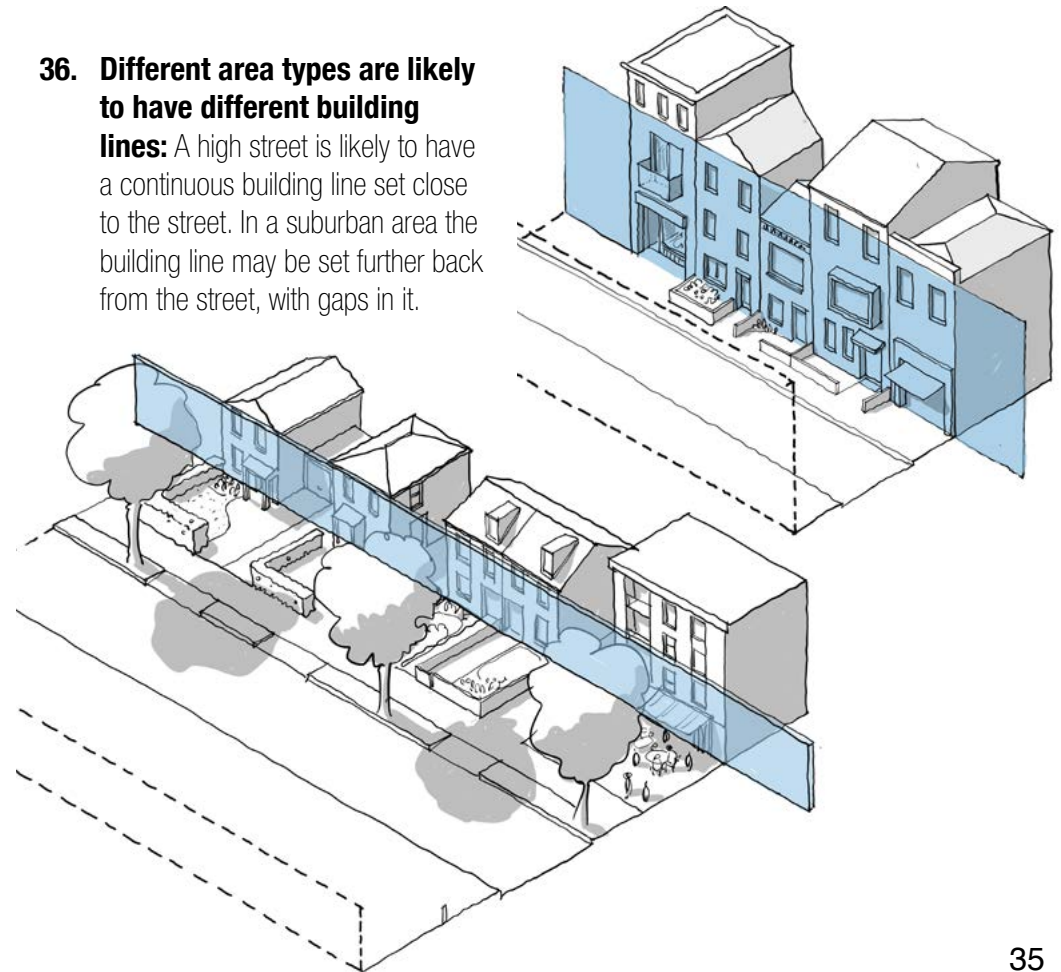 36. Different area types are likely
to have different building
lines: A high street is likely to have
a continuous building line set close
to the street. In a suburban area the
building line may be set further back
from the street, with gaps in it.
35